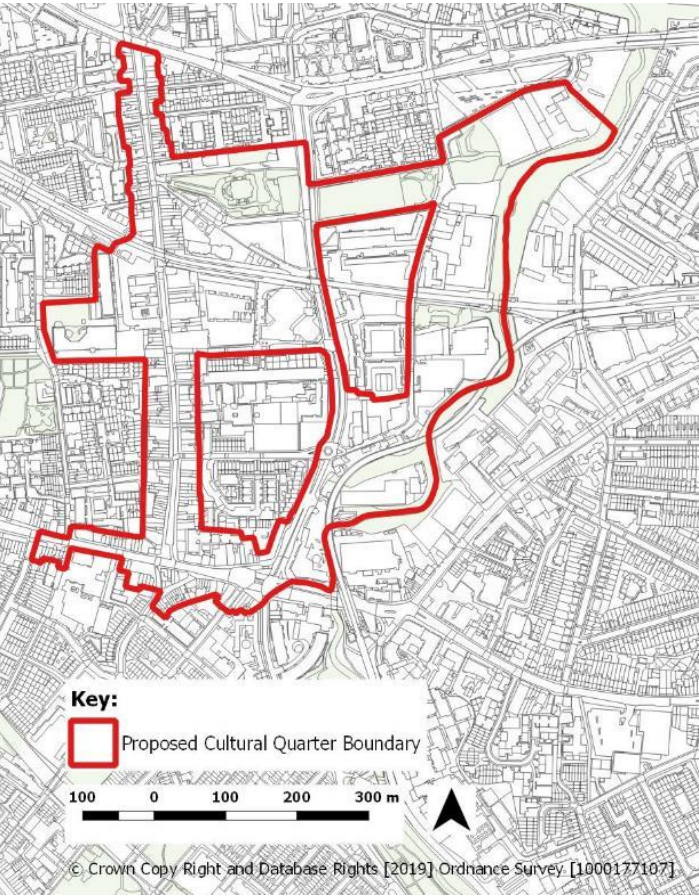 Key:
Proposed Cultural Quarter Boundary
100 0 100 200 300 m
© Crown Copy Right and Database Rights [2019] Ordnance Survey [1000177107]